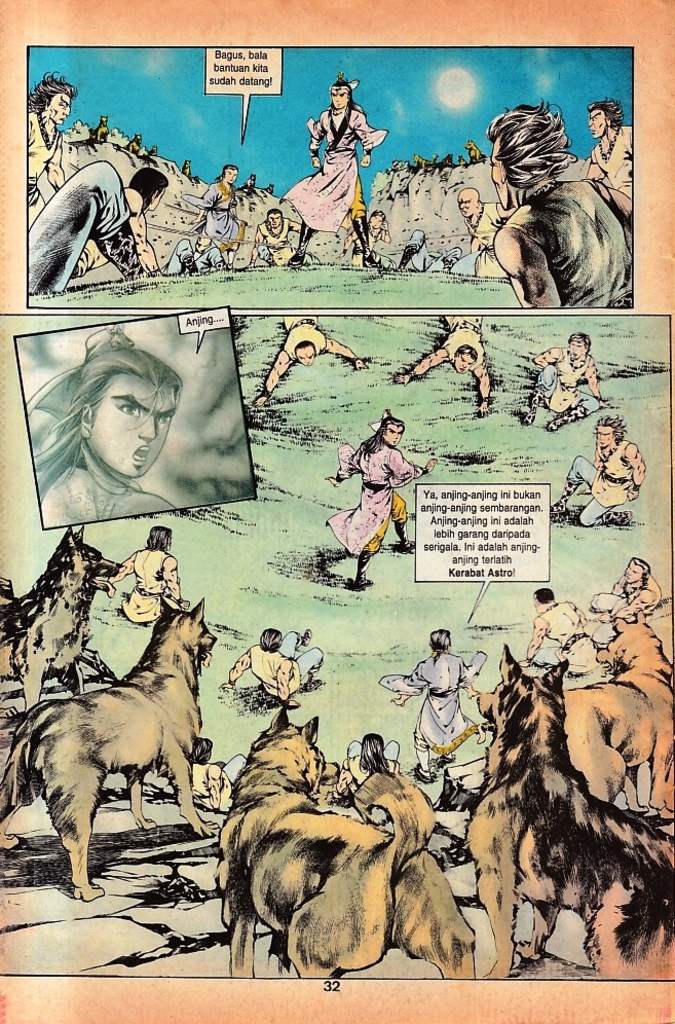 Bagus, bala
bantuan kita
sudah datang!
Anjing....
Ya, anjing-anjing ini bukan
anjing-anjing sembarangan.
Anjing-anjing ini adalah
lebih garang daripada
serigala. Ini adalah anjing-
anjing terlatih
Kerabat Astro!
32